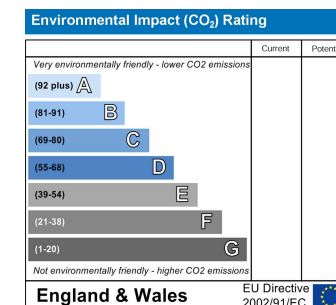 Environmental Impact (CO₂) Rating
Current Potent
Very environmentally friendly - lower CO2 emissions
(92 plus) A
(81-91) B
(69-80) C
(55-68) D
(39-54) E
(21-38) F
(1-20) G
Not environmentally friendly - higher CO2 emissions
England & Wales
EU Directive
2002/91/EC